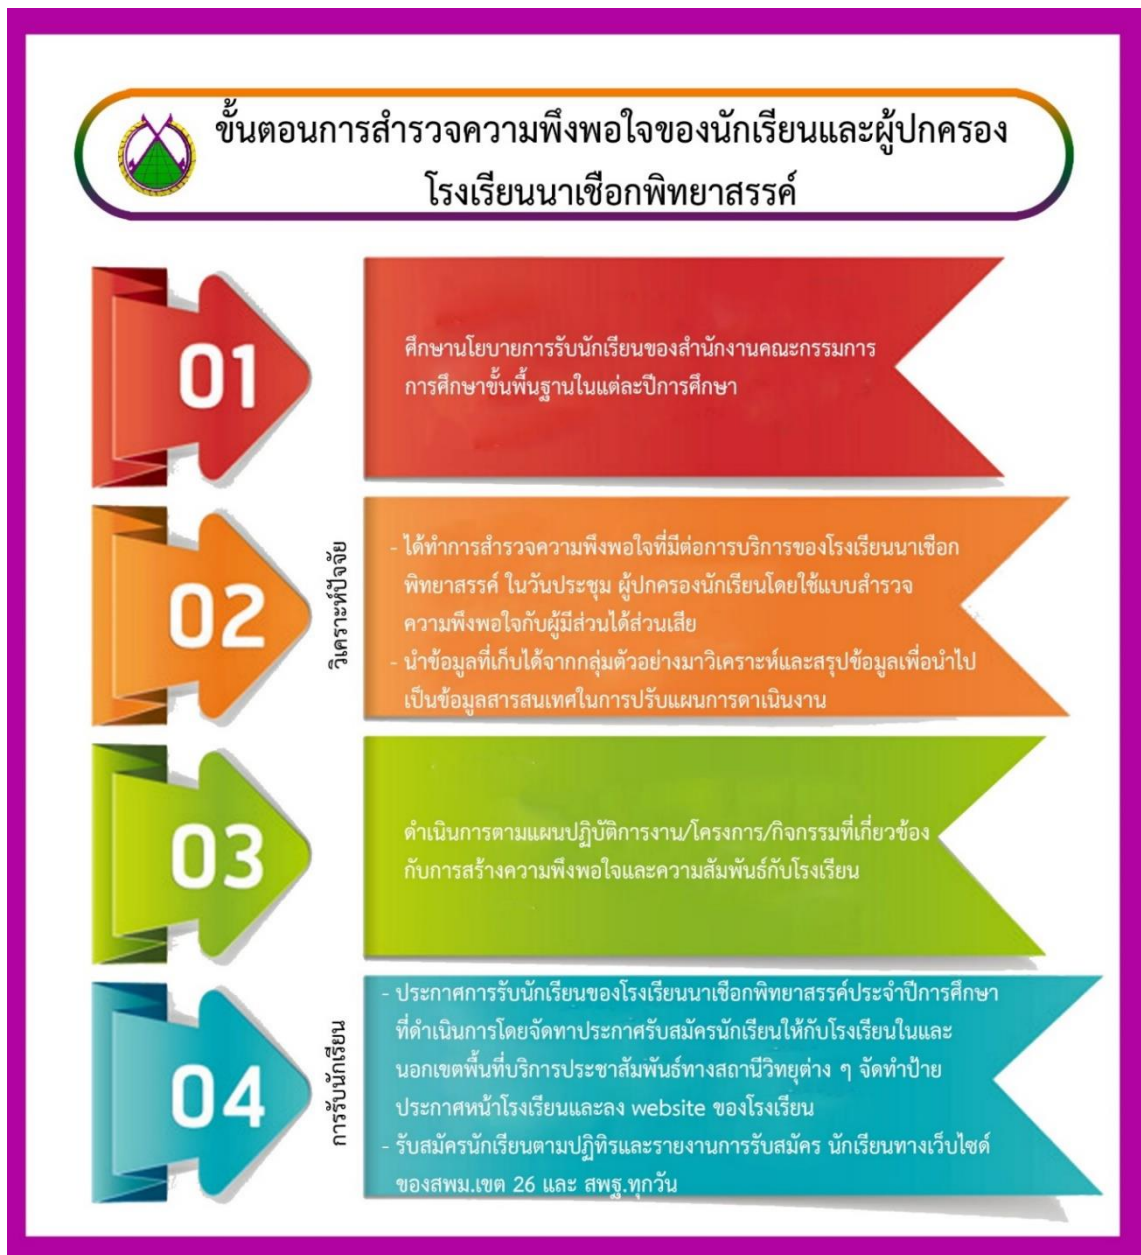 ขั้นตอนการสำรวจความพึงพอใจของนักเรียนและผู้ปกครอง
โรงเรียนนาเชือกพิทยาสรรค์
01
ศึกษานโยบายการรับนักเรียนของสำนักงานคณะกรรมการ
การศึกษาขั้นพื้นฐานในแต่ละปีการศึกษา
02
วิเคราะห์ปัจจัย
- ได้ทำการสำรวจความพึงพอใจที่มีต่อการบริการของโรงเรียนนาเชือก
พิทยาสรรค์ ในวันประชุม ผู้ปกครองนักเรียนโดยใช้แบบสำรวจ
ความพึงพอใจกับผู้มีส่วนได้ส่วนเสีย
- นำข้อมูลที่เก็บได้จากกลุ่มตัวอย่างมาวิเคราะห์และสรุปข้อมูลเพื่อนำไป
เป็นข้อมูลสารสนเทศในการปรับแผนการดาเนินงาน
03
ดำเนินการตามแผนปฏิบัติการงาน/โครงการ/กิจกรรมที่เกี่ยวข้อง
กับการสร้างความพึงพอใจและความสัมพันธ์กับโรงเรียน
04
การรับนักเรียน
- ประกาศการรับนักเรียนของโรงเรียนนาเชือกพิทยาสรรค์ประจำปีการศึกษา
ที่ดำเนินการโดยจัดทาประกาศรับสมัครนักเรียนให้กับโรงเรียนในและ
นอกเขตพื้นที่บริการประชาสัมพันธ์ทางสถานีวิทยุต่าง ๆ จัดทำป้าย
ประกาศหน้าโรงเรียนและลง website ของโรงเรียน
- รับสมัครนักเรียนตามปฏิทิรและรายงานการรับสมัคร นักเรียนทางเว็บไซด์
ของสพม.เขต 26 และ สพฐ.ทุกวัน